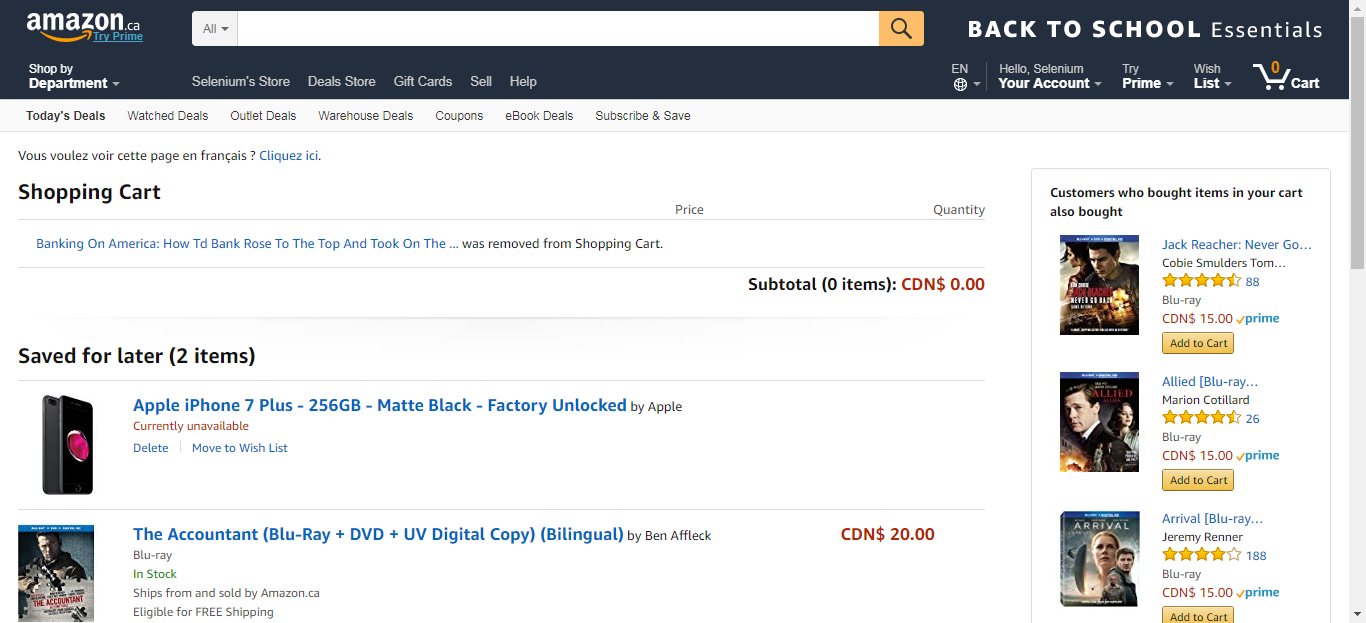 amazon.ca
Try Prime
All
BACK TO SCHOOL Essentials
Shop by
Department
Selenium's Store
Deals Store
Gift Cards
Sell
Help
EN
Hello, Selenium
Your Account
Try
Prime
Wish
List
0
Cart
Today's Deals
Watched Deals
Outlet Deals
Warehouse Deals
Coupons
eBook Deals
Subscribe & Save
Vous voulez voir cette page en français ? Cliquez ici.
Shopping Cart
Price
Quantity
Banking On America: How Td Bank Rose To The Top And Took On The ... was removed from Shopping Cart.
Subtotal (0 items): CDN$ 0.00
Saved for later (2 items)
Apple iPhone 7 Plus - 256GB - Matte Black - Factory Unlocked by Apple
Currently unavailable
Delete
Move to Wish List
THE ACCOUNTANT
The Accountant (Blu-Ray + DVD + UV Digital Copy) (Bilingual) by Ben Affleck
CDN$ 20.00
Blu-ray
In Stock
Ships from and sold by Amazon.ca
Eligible for FREE Shipping
Customers who bought items in your cart
also bought
JACK REACHER
NEVER GO BACK
Jack Reacher: Never Go...
Cobie Smulders Tom...
88
Blu-ray
CDN$ 15.00 prime
Add to Cart
ALLIED
Allied [Blu-ray...
Marion Cotillard
26
Blu-ray
CDN$ 15.00 prime
Add to Cart
ARRIVAL
Arrival [Blu-ray...
Jeremy Renner
188
Blu-ray
CDN$ 15.00 prime
Add to Cart